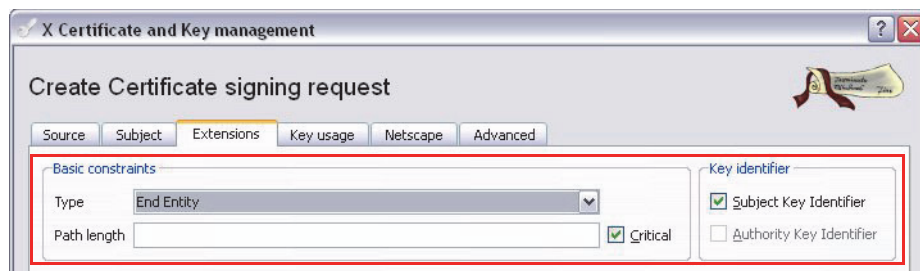 X Certificate and Key management
Create Certificate signing request
Source Subject Extensions Key usage Netscape Advanced
Basic constraints Key identifier
Type End Entity Subject Key Identifier
Path length Critical Authority Key Identifier